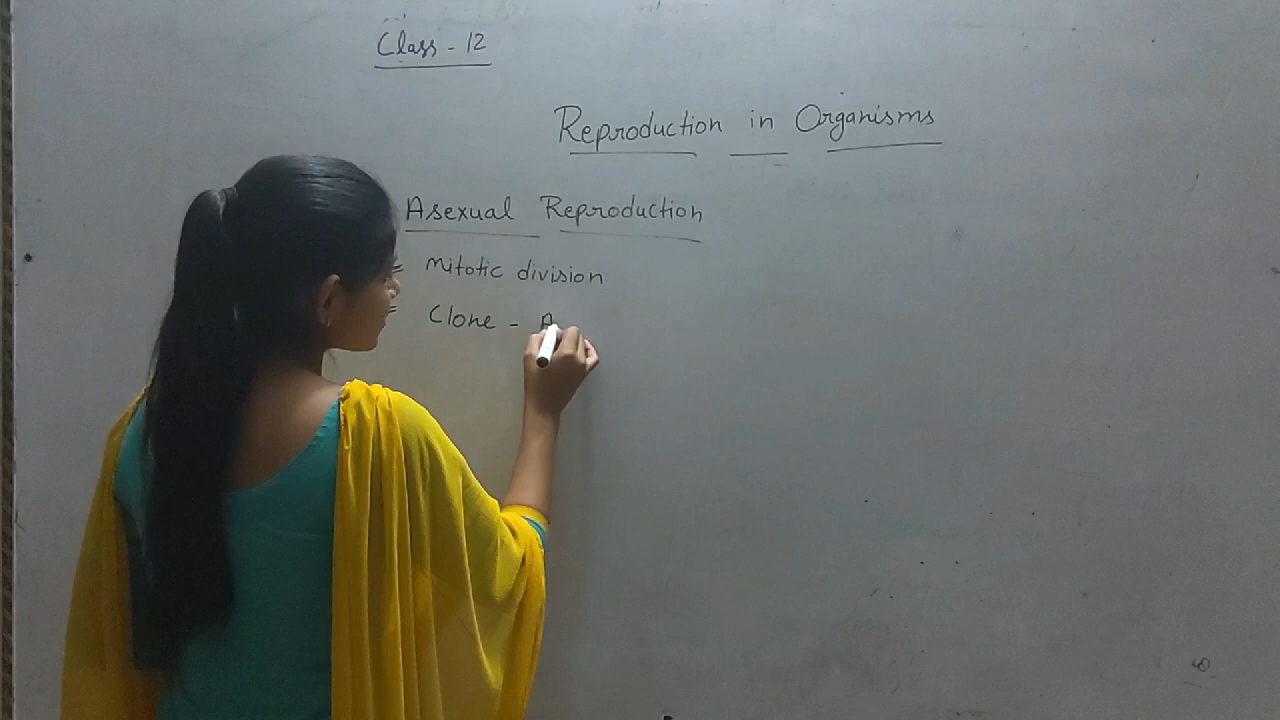 Class - 12
Reproduction in Organisms
Asexual Reproduction
= Mitotic division
= Clone - A